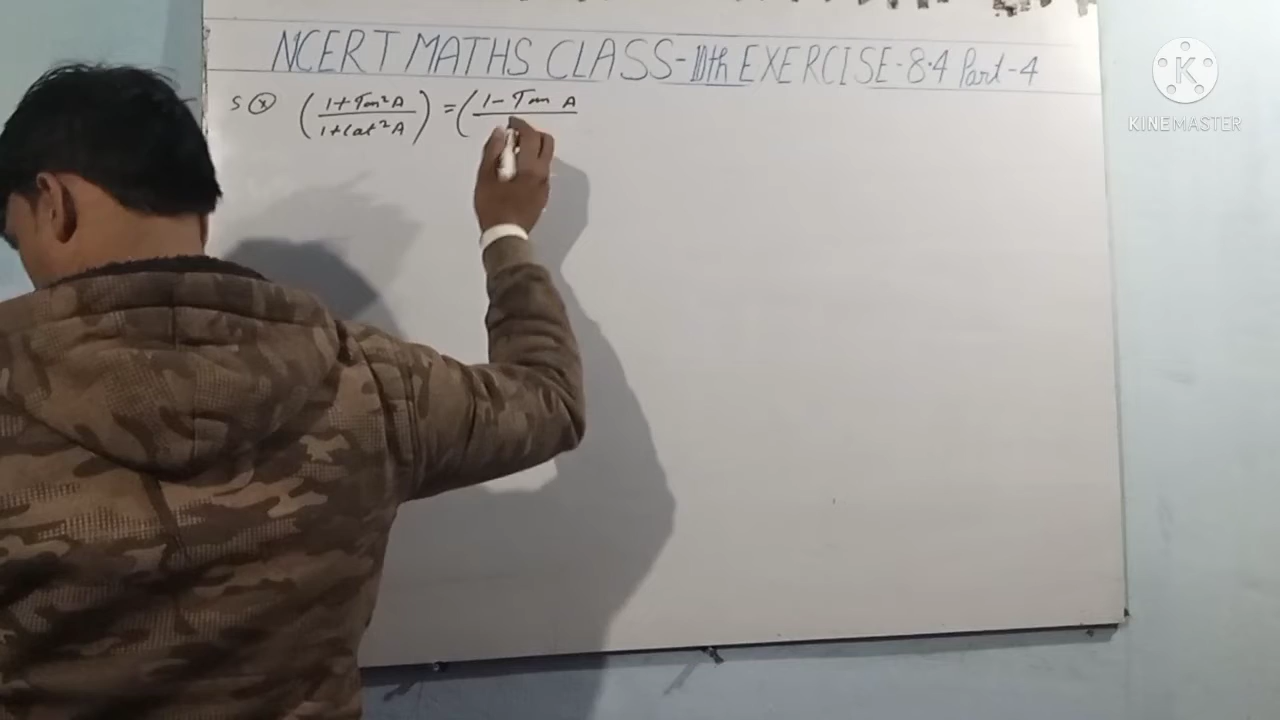 NCERT MATHS CLASS-10th EXERCISE-8.4 Part-4
5 (x) (1+Tan²A / 1+Cot²A) = (1-Tan A /
K
KINEMASTER